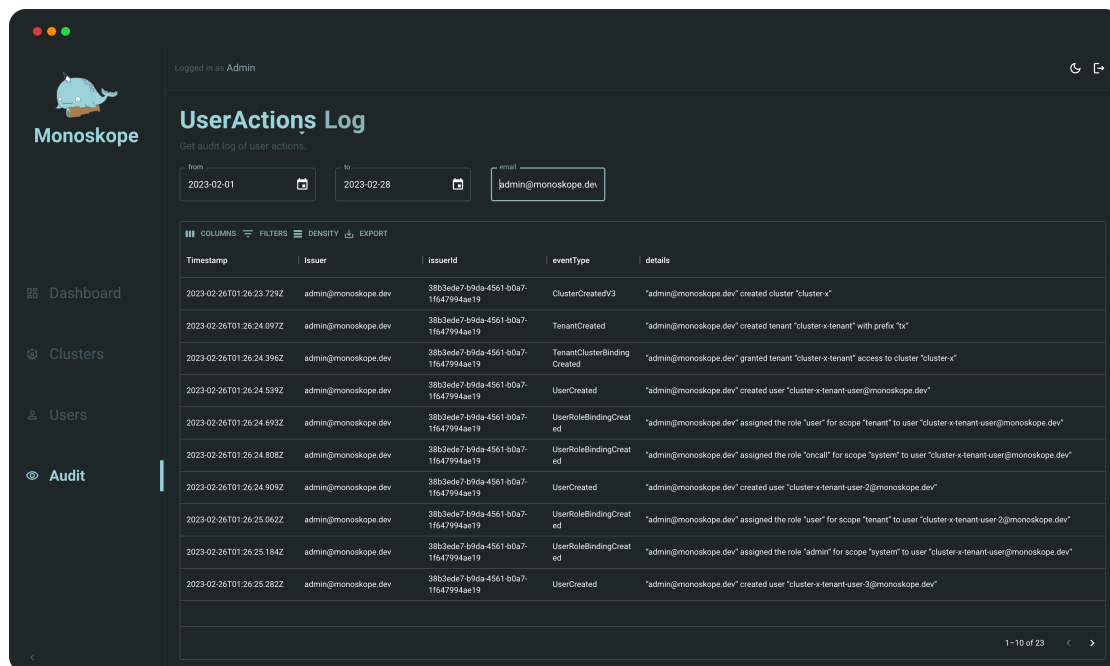 Logged in as Admin
Monoskope
UserActions Log
Get audit log of user actions.
from
to
email
2023-02-01
2023-02-28
admin@monoskope.dev
COLUMNS FILTERS DENSITY EXPORT
Timestamp Issuer issuerId eventType details
2023-02-26T01:26:23.729Z admin@monoskope.dev 38b3ede7-b9da-4561-b0a7- ClusterCreatedV3 "admin@monoskope.dev" created cluster "cluster-x"
1f647994ae19
2023-02-26T01:26:24.097Z admin@monoskope.dev 38b3ede7-b9da-4561-b0a7- TenantCreated "admin@monoskope.dev" created tenant "cluster-x-tenant" with prefix "tx"
1f647994ae19
2023-02-26T01:26:24.396Z admin@monoskope.dev 38b3ede7-b9da-4561-b0a7- TenantClusterBinding "admin@monoskope.dev" granted tenant "cluster-x-tenant" access to cluster "cluster-x"
1f647994ae19 Created
2023-02-26T01:26:24.539Z admin@monoskope.dev 38b3ede7-b9da-4561-b0a7- UserCreated "admin@monoskope.dev" created user "cluster-x-tenant-user@monoskope.dev"
1f647994ae19
2023-02-26T01:26:24.693Z admin@monoskope.dev 38b3ede7-b9da-4561-b0a7- UserRoleBindingCreat "admin@monoskope.dev" assigned the role "user" for scope "tenant" to user "cluster-x-tenant-user@monoskope.dev"
1f647994ae19 ed
2023-02-26T01:26:24.808Z admin@monoskope.dev 38b3ede7-b9da-4561-b0a7- UserRoleBindingCreat "admin@monoskope.dev" assigned the role "oncall" for scope "system" to user "cluster-x-tenant-user@monoskope.dev"
1f647994ae19 ed
2023-02-26T01:26:24.909Z admin@monoskope.dev 38b3ede7-b9da-4561-b0a7- UserCreated "admin@monoskope.dev" created user "cluster-x-tenant-user-2@monoskope.dev"
1f647994ae19
2023-02-26T01:26:25.062Z admin@monoskope.dev 38b3ede7-b9da-4561-b0a7- UserRoleBindingCreat "admin@monoskope.dev" assigned the role "user" for scope "tenant" to user "cluster-x-tenant-user-2@monoskope.dev"
1f647994ae19 ed
2023-02-26T01:26:25.184Z admin@monoskope.dev 38b3ede7-b9da-4561-b0a7- UserRoleBindingCreat "admin@monoskope.dev" assigned the role "admin" for scope "system" to user "cluster-x-tenant-user@monoskope.dev"
1f647994ae19 ed
2023-02-26T01:26:25.282Z admin@monoskope.dev 38b3ede7-b9da-4561-b0a7- UserCreated "admin@monoskope.dev" created user "cluster-x-tenant-user-3@monoskope.dev"
1f647994ae19
1–10 of 23
Dashboard
Clusters
Users
Audit